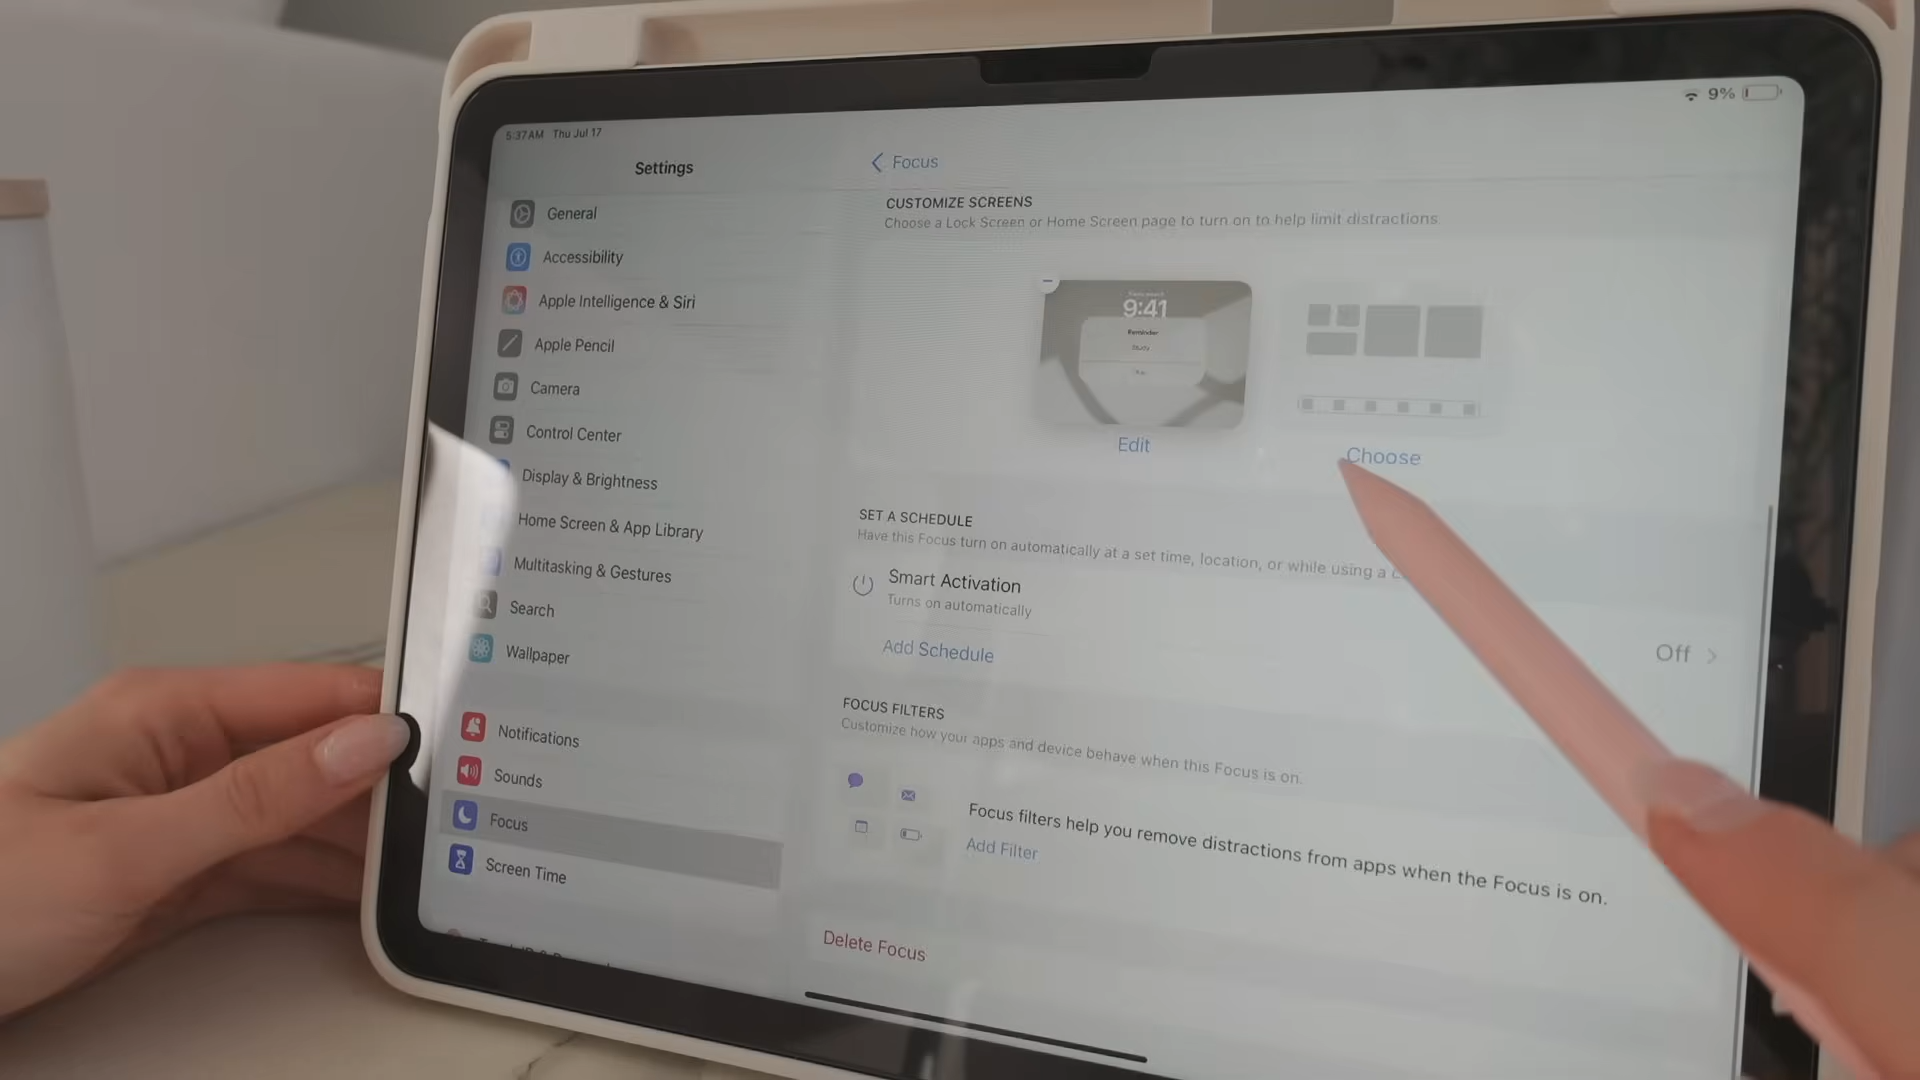 5:37AM Thu Jul 17
9%
Settings
General
Accessibility
Apple Intelligence & Siri
Apple Pencil
Camera
Control Center
Display & Brightness
Home Screen & App Library
Multitasking & Gestures
Search
Wallpaper
Notifications
Sounds
Focus
Screen Time
Focus
CUSTOMIZE SCREENS
Choose a Lock Screen or Home Screen page to turn on to help limit distractions.
9:41
Reminder
Study
Edit
Choose
SET A SCHEDULE
Have this Focus turn on automatically at a set time, location, or while using a
Smart Activation
Turns on automatically
Off
Add Schedule
FOCUS FILTERS
Customize how your apps and device behave when this Focus is on.
Focus filters help you remove distractions from apps when the Focus is on.
Add Filter
Delete Focus